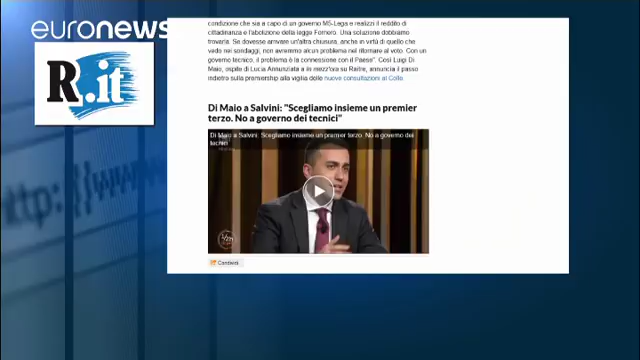 euronews
R.it
condizione che sia a capo di un governo M5-Lega e realizzi il reddito di
cittadinanza e l'abolizione della legge Fornero. Una soluzione dobbiamo
trovarla. Se dovesse arrivare un'altra chiusura, anche in virtù di quello che
vedo nei sondaggi, non avremmo alcun problema nel ritornare al voto. Con un
governo tecnico, il problema è la connessione con il Paese". Così Luigi Di
Maio, ospite di Lucia Annunziata a In mezz'ora su Raitre, annuncia il passo
indietro sulla premiership alla vigilia delle nuove consultazioni al Colle
Di Maio a Salvini: "Scegliamo insieme un premier
terzo. No a governo dei tecnici"
Di Maio a Salvini: Scegliamo insieme un premier terzo. No a governo dei
tecnici
Condividi
http://www